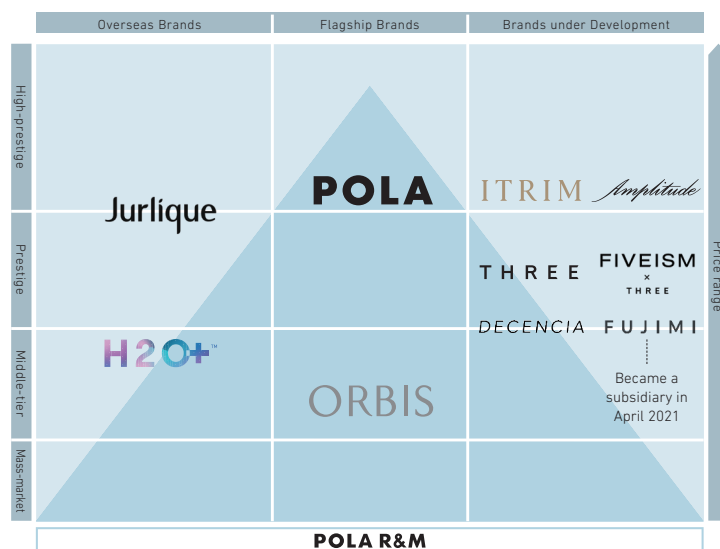 Overseas Brands
Flagship Brands
Brands under Development
High-prestige
Prestige
Middle-tier
Mass-market
Price range
Jurlique
H2O+™
POLA
ORBIS
ITRIM
Amplitude
THREE
FIVEISM
×
THREE
DECENCIA
FUJIMI
Became a
subsidiary in
April 2021
POLA R&M